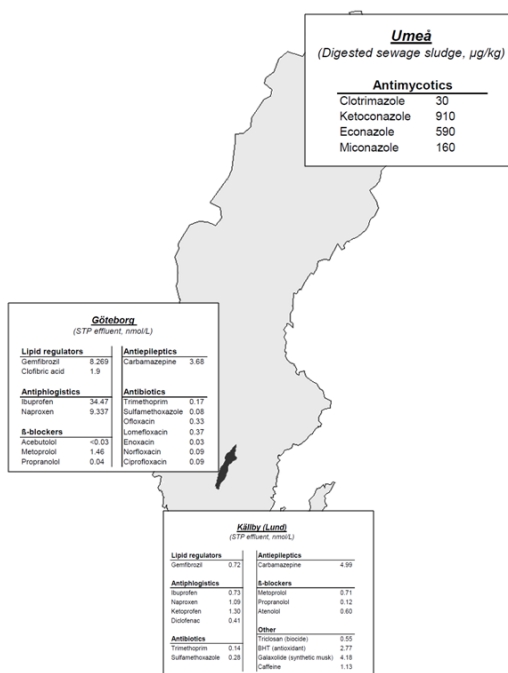 Umeå
(Digested sewage sludge, µg/kg)
Antimycotics
Clotrimazole 30
Ketoconazole 910
Econazole 590
Miconazole 160
Göteborg
(STP effluent, nmol/L)
Lipid regulators
Gemfibrozil 8.269
Clofibric acid 1.9
Antiphlogistics
Ibuprofen 34.47
Naproxen 9.337
ß-blockers
Acebutolol <0.03
Metoprolol 1.46
Propranolol 0.04
Antiepileptics
Carbamazepine 3.68
Antibiotics
Trimethoprim 0.17
Sulfamethoxazole 0.08
Ofloxacin 0.33
Lomefloxacin 0.37
Enoxacin 0.03
Norfloxacin 0.09
Ciprofloxacin 0.09
Källby (Lund)
(STP effluent, nmol/L)
Lipid regulators
Gemfibrozil 0.72
Antiphlogistics
Ibuprofen 0.73
Naproxen 1.09
Ketoprofen 1.30
Diclofenac 0.41
Antibiotics
Trimethoprim 0.14
Sulfamethoxazole 0.28
Antiepileptics
Carbamazepine 4.99
ß-blockers
Metoprolol 0.71
Propranolol 0.12
Atenolol 0.60
Other
Triclosan (biocide) 0.55
BHT (antioxidant) 2.77
Galaxolide (synthetic musk) 4.18
Caffeine 1.13